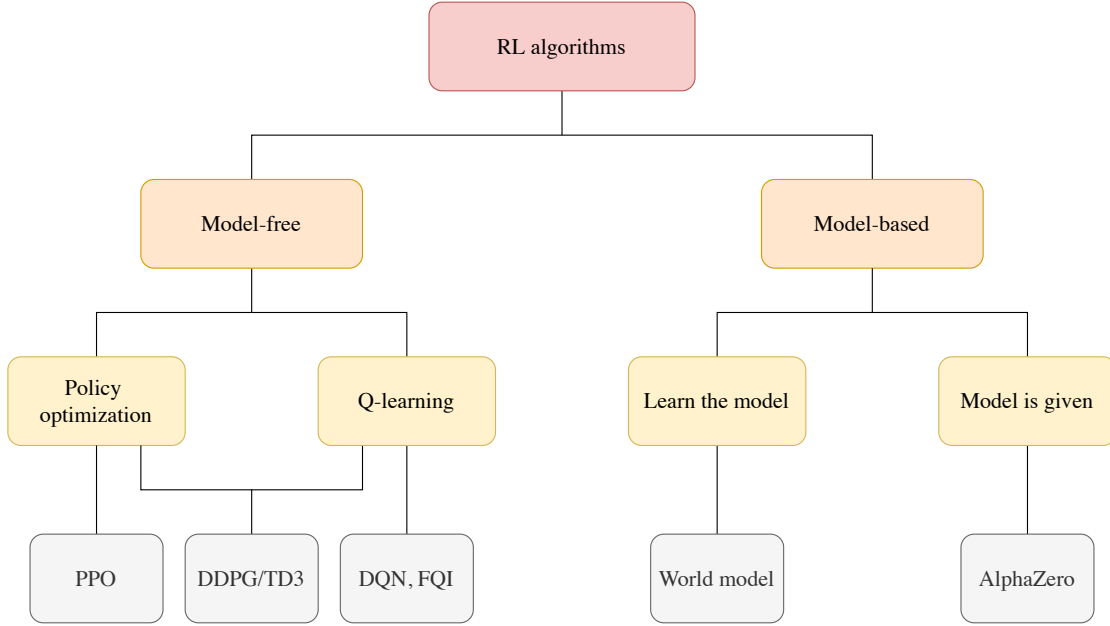 RL algorithms
Model-free
Model-based
Policy
optimization
Q-learning
Learn the model
Model is given
PPO
DDPG/TD3
DQN, FQI
World model
AlphaZero